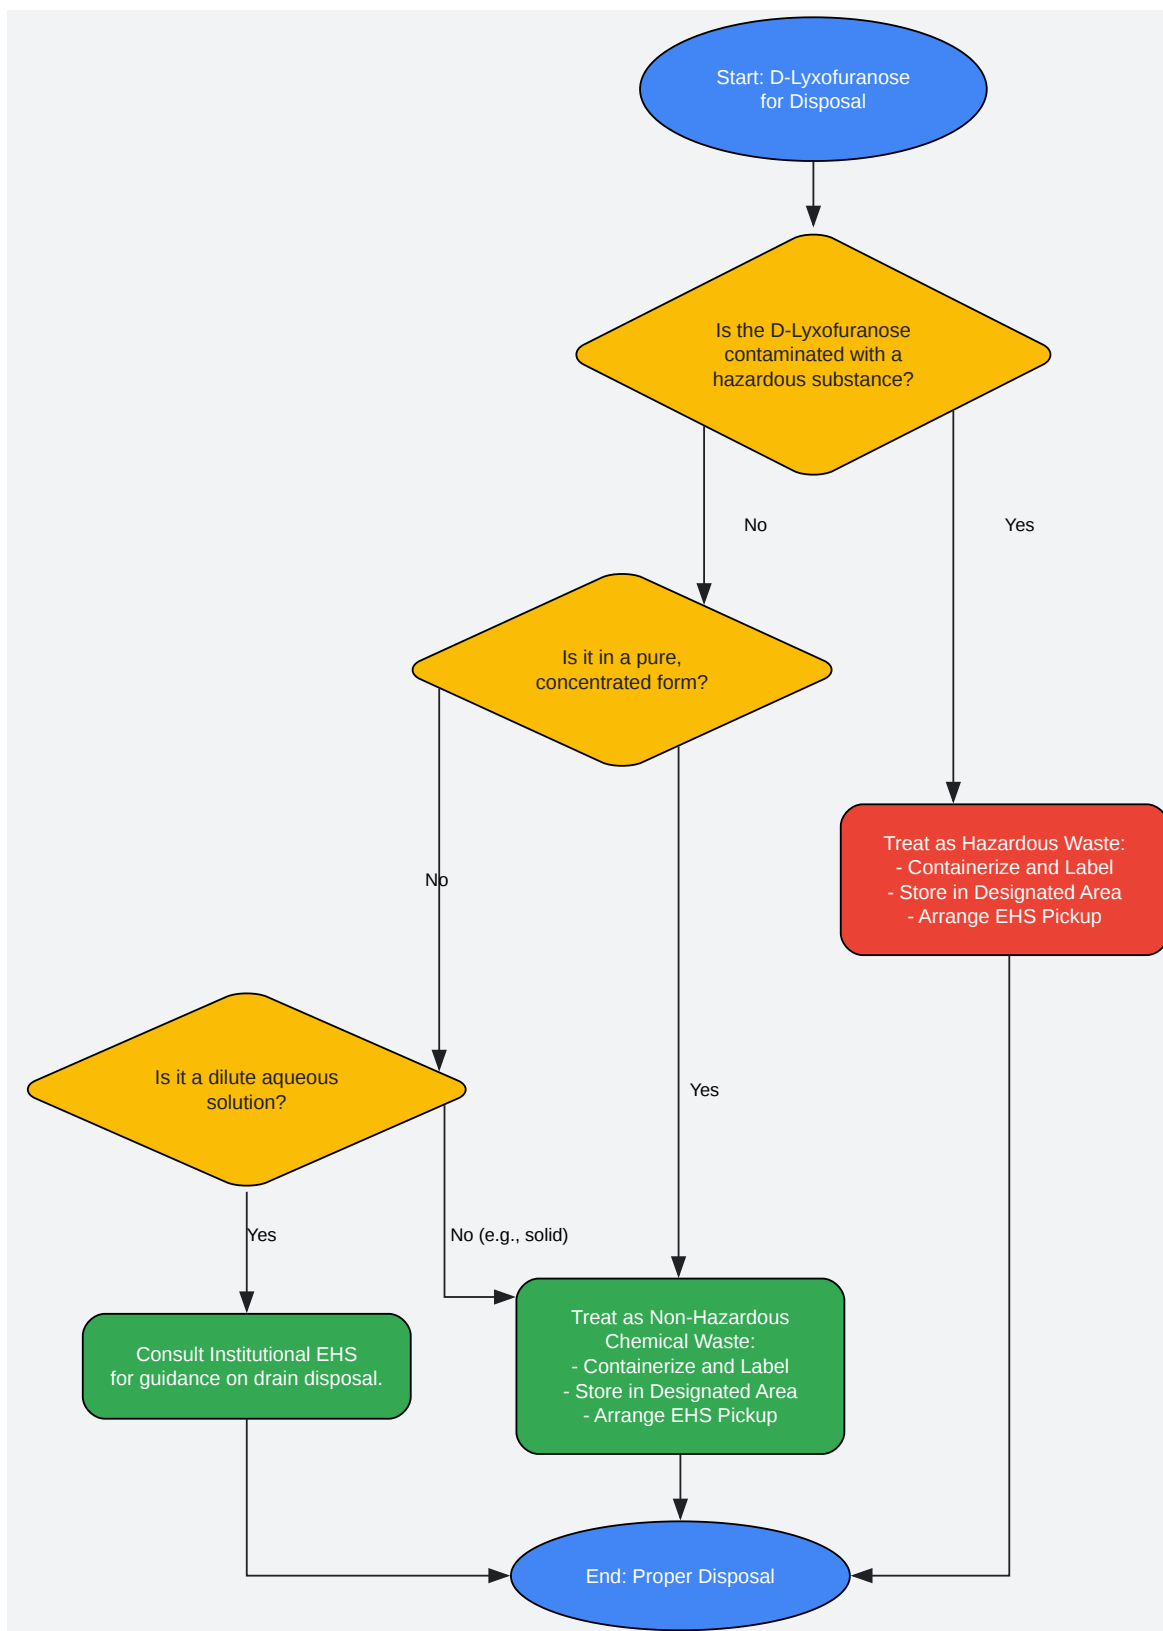 Start: D-Lyxofuranose
for Disposal
Is the D-Lyxofuranose
contaminated with a
hazardous substance?
No
Yes
Is it in a pure,
concentrated form?
No
Yes
Treat as Hazardous Waste:
- Containerize and Label
- Store in Designated Area
- Arrange EHS Pickup
Is it a dilute aqueous
solution?
Yes
No (e.g., solid)
Consult Institutional EHS
for guidance on drain disposal.
Treat as Non-Hazardous
Chemical Waste:
- Containerize and Label
- Store in Designated Area
- Arrange EHS Pickup
End: Proper Disposal